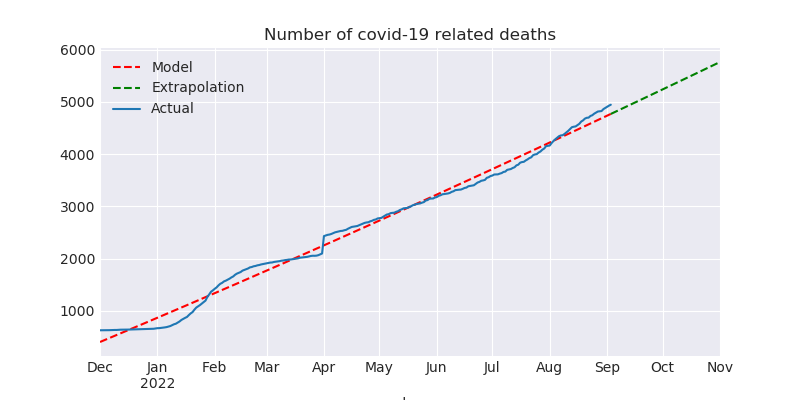 Number of covid-19 related deaths
6000
5000
4000
3000
2000
1000
Model
Extrapolation
Actual
Dec Jan Feb Mar Apr May Jun Jul Aug Sep Oct Nov
2022